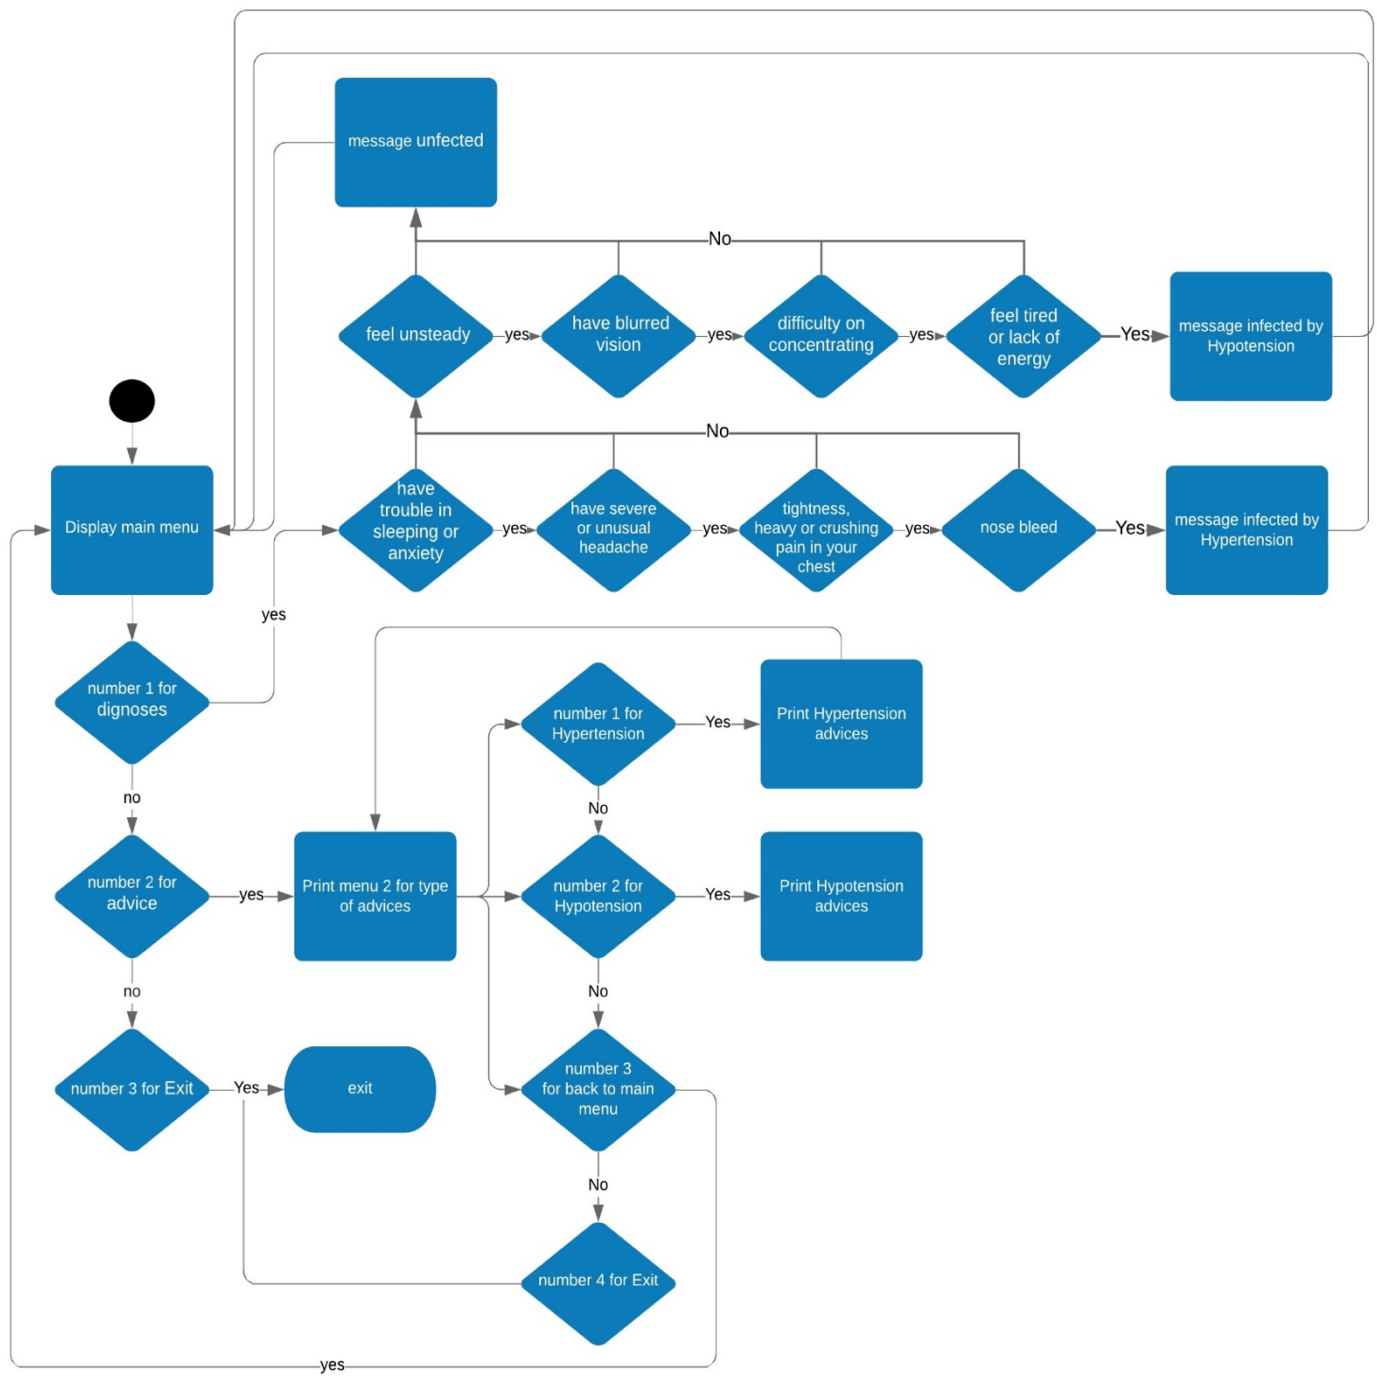 message unfected
No
feel unsteady
yes
have blurred
vision
yes
difficulty on
concentrating
yes
feel tired
or lack of
energy
Yes
message infected by
Hypotension
No
Display main menu
have
trouble in
sleeping or
anxiety
yes
have severe
or unusual
headache
yes
tightness,
heavy or crushing
pain in your
chest
yes
nose bleed
Yes
message infected by
Hypertension
yes
number 1 for
dignoses
no
number 1 for
Hypertension
Yes
Print Hypertension
advices
No
number 2 for
advice
yes
Print menu 2 for type
of advices
number 2 for
Hypotension
Yes
Print Hypotension
advices
no
No
number 3 for Exit
Yes
exit
number 3
for back to main
menu
No
number 4 for Exit
yes